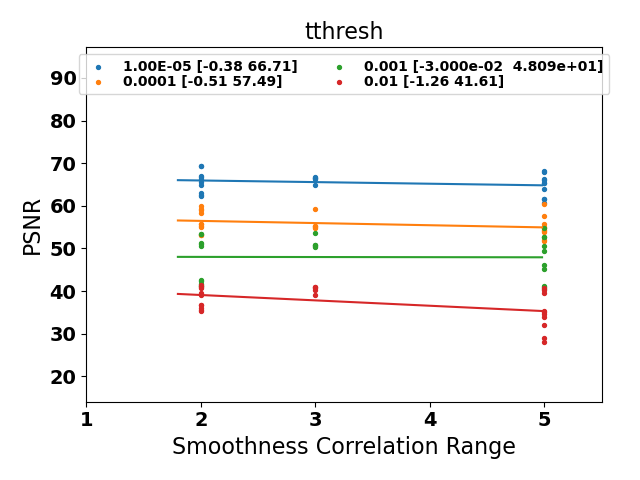 tthresh
1.00E-05 [-0.38 66.71]
0.0001 [-0.51 57.49]
0.001 [-3.000e-02  4.809e+01]
0.01 [-1.26 41.61]
90
80
70
60
50
40
30
20
PSNR
1 2 3 4 5
Smoothness Correlation Range